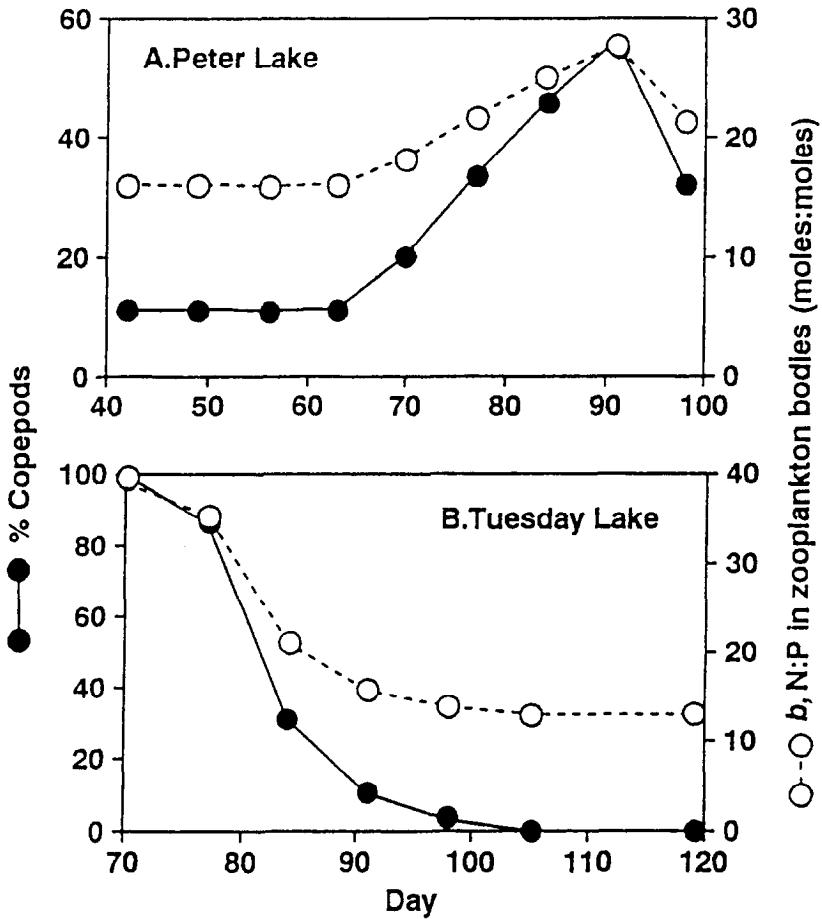 A.Peter Lake
60
40
20
0
30
20
10
0
40 50 60 70 80 90 100
B.Tuesday Lake
100
80
60
40
20
0
40
30
20
10
0
70 80 90 100 110 120
Day
% Copepods
b, N:P in zooplankton bodies (moles:moles)